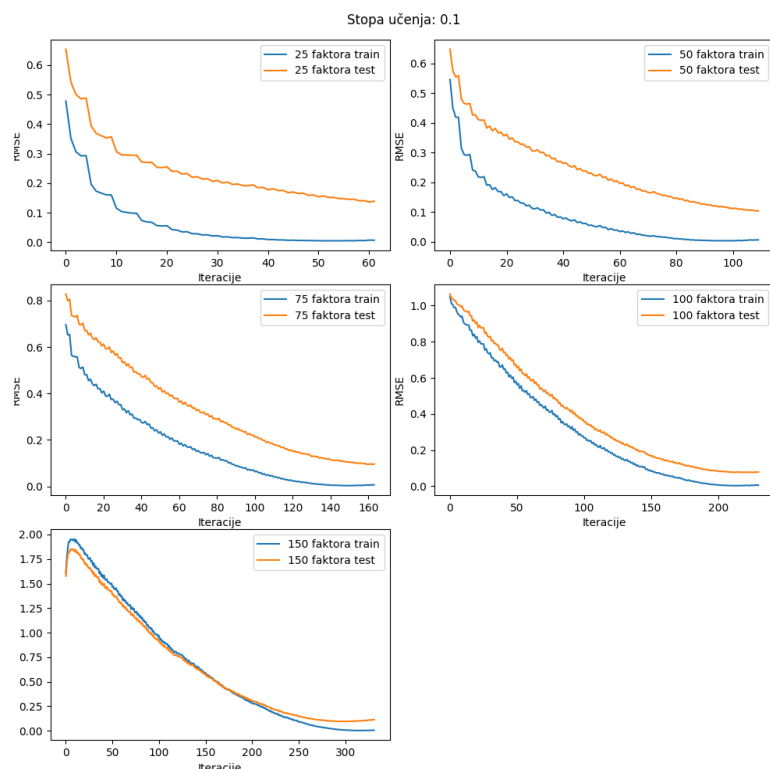 Stopa učenja: 0.1
25 faktora train
25 faktora test
RMSE
0.6
0.5
0.4
0.3
0.2
0.1
0.0
0 10 20 30 40 50 60
Iteracije
50 faktora train
50 faktora test
RMSE
0.6
0.5
0.4
0.3
0.2
0.1
0.0
0 20 40 60 80 100
Iteracije
75 faktora train
75 faktora test
RMSE
0.8
0.6
0.4
0.2
0.0
0 20 40 60 80 100 120 140 160
Iteracije
100 faktora train
100 faktora test
RMSE
1.0
0.8
0.6
0.4
0.2
0.0
0 50 100 150 200
Iteracije
150 faktora train
150 faktora test
2.00
1.75
1.50
1.25
1.00
0.75
0.50
0.25
0.00
0 50 100 150 200 250 300
Iteracije